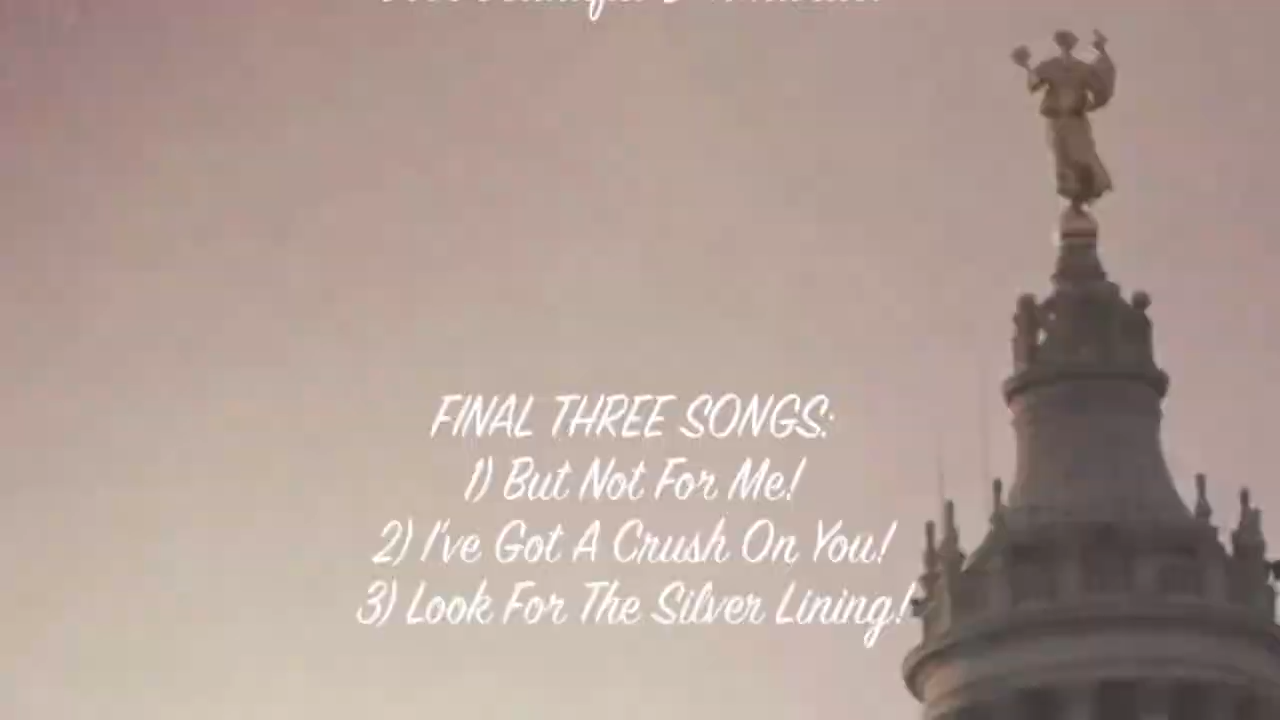 FINAL THREE SONGS:
1) But Not For Me!
2) I've Got A Crush On You!
3) Look For The Silver Lining!